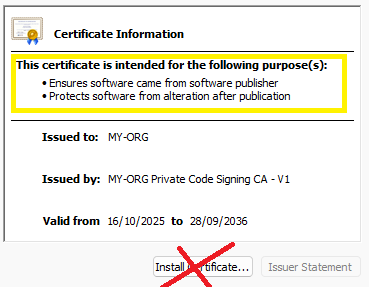 Certificate Information
This certificate is intended for the following purpose(s):
• Ensures software came from software publisher
• Protects software from alteration after publication
Issued to: MY-ORG
Issued by: MY-ORG Private Code Signing CA - V1
Valid from 16/10/2025 to 28/09/2036
Install Certificate... Issuer Statement